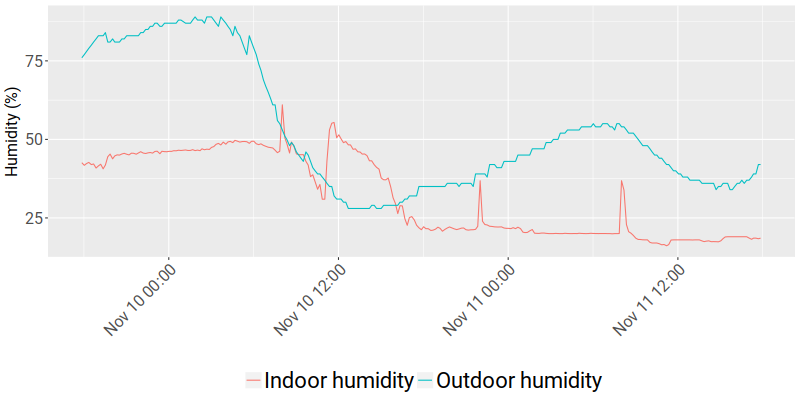 Humidity (%)
75
50
25
Nov 10 00:00
Nov 10 12:00
Nov 11 00:00
Nov 11 12:00
Indoor humidity Outdoor humidity